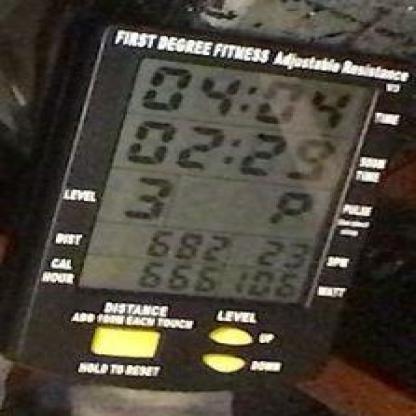 FIRST DEGREE FITNESS Adjustable Resistance
V3
04:04 TIME
02:29 500M TIME
LEVEL 3 P PULSE
DIST 682 23 SPM
CAL HOUR 666 106 WATT
DISTANCE LEVEL
ADD 100M EACH TOUCH UP
HOLD TO RESET DOWN